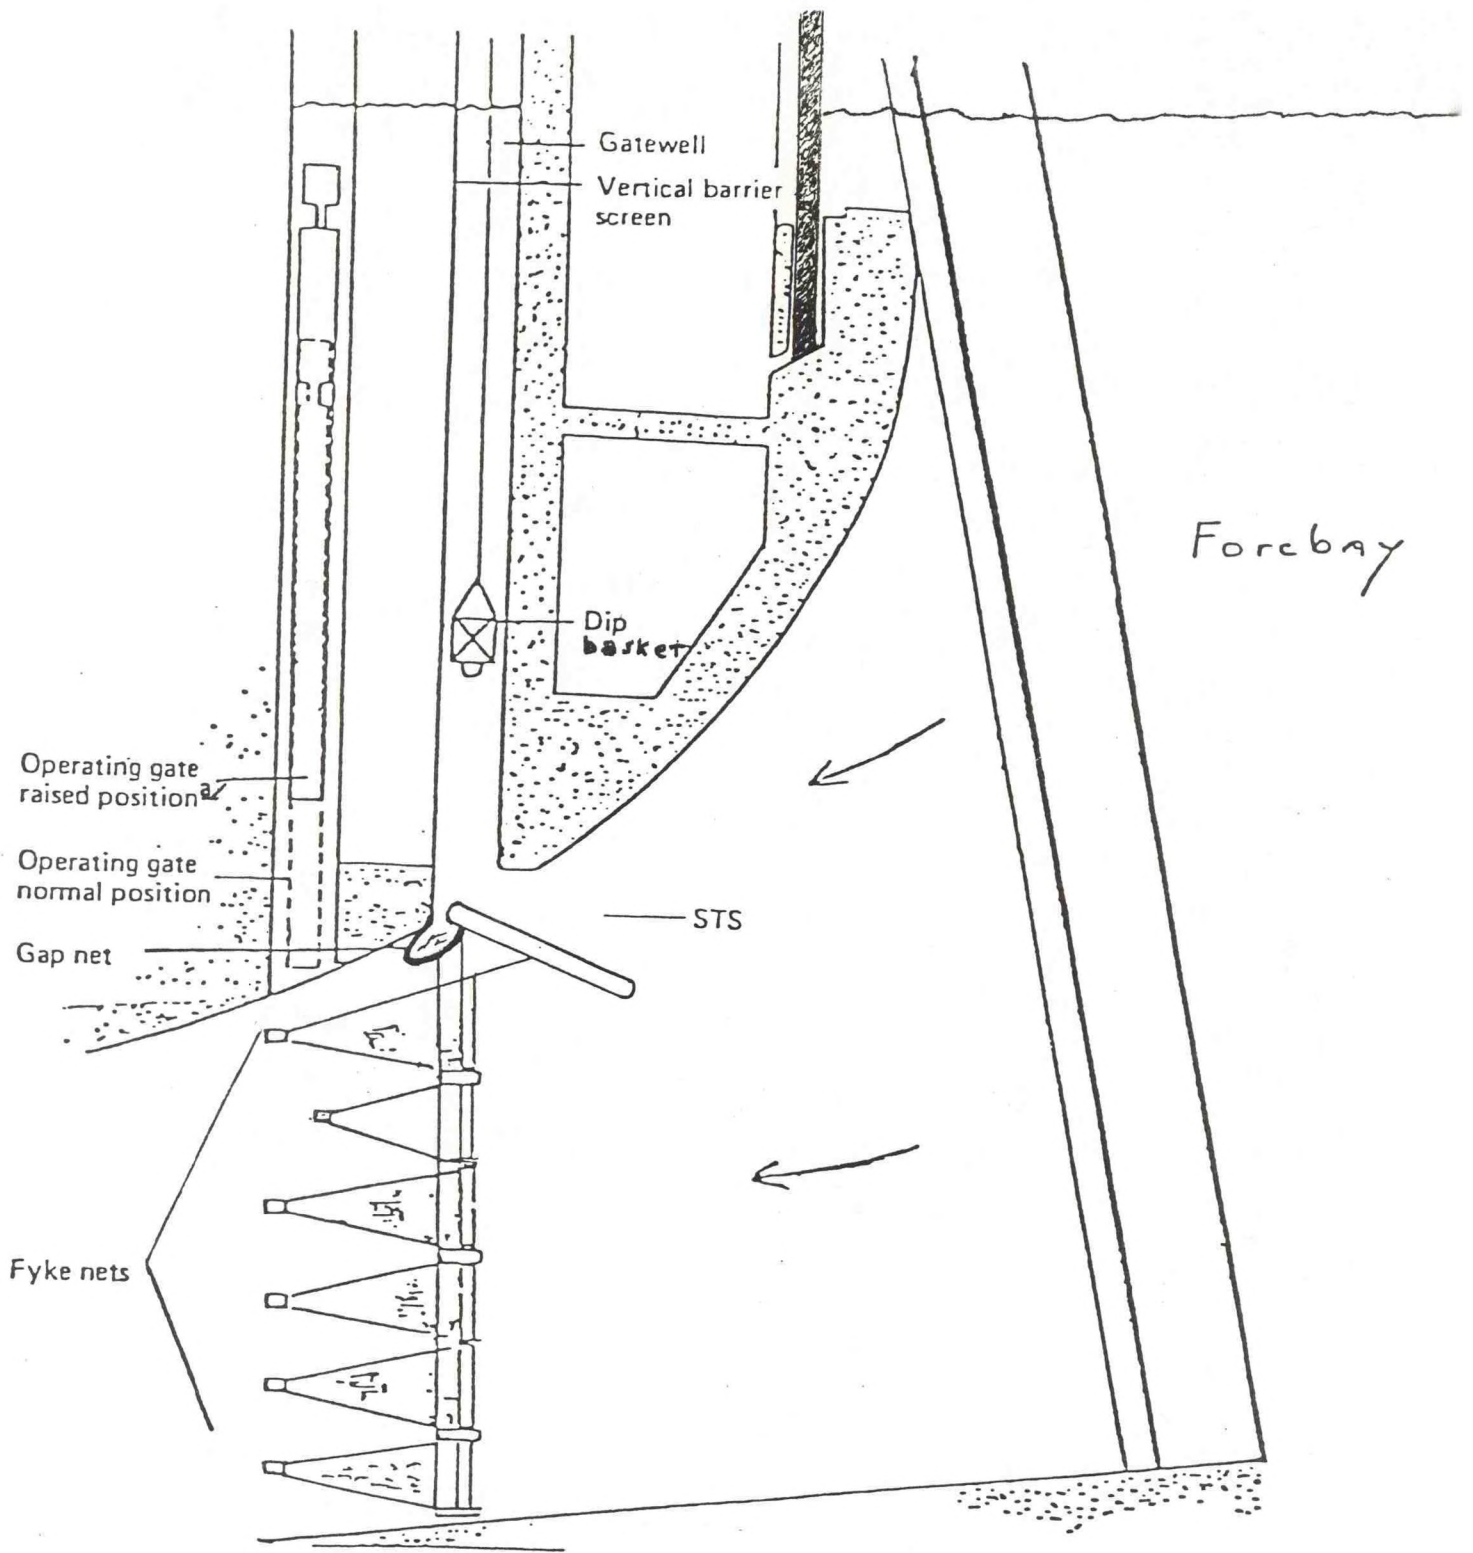 Gatewell
Vertical barrier
screen
Forebay
Dip
basket
Operating gate
raised position a/
Operating gate
normal position
STS
Gap net
Fyke nets